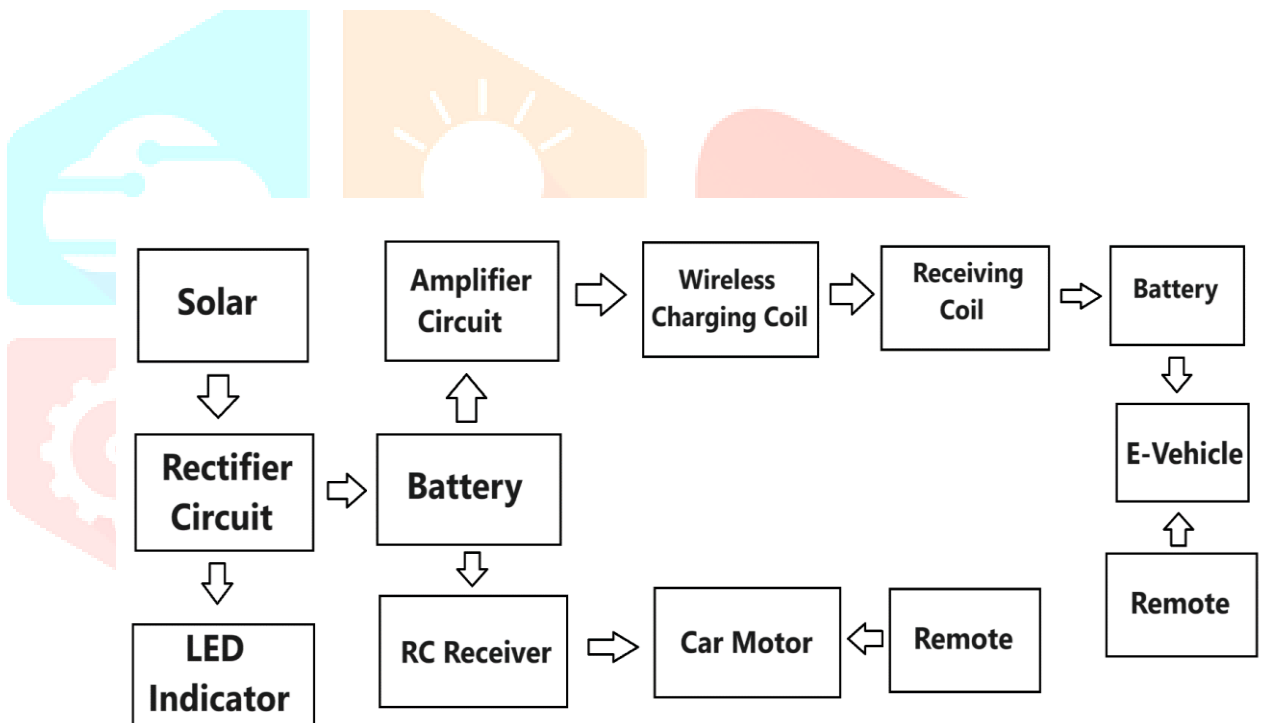 Solar
Amplifier
Circuit
Wireless
Charging Coil
Receiving
Coil
Battery
Rectifier
Circuit
Battery
E-Vehicle
LED
Indicator
RC Receiver
Car Motor
Remote
Remote